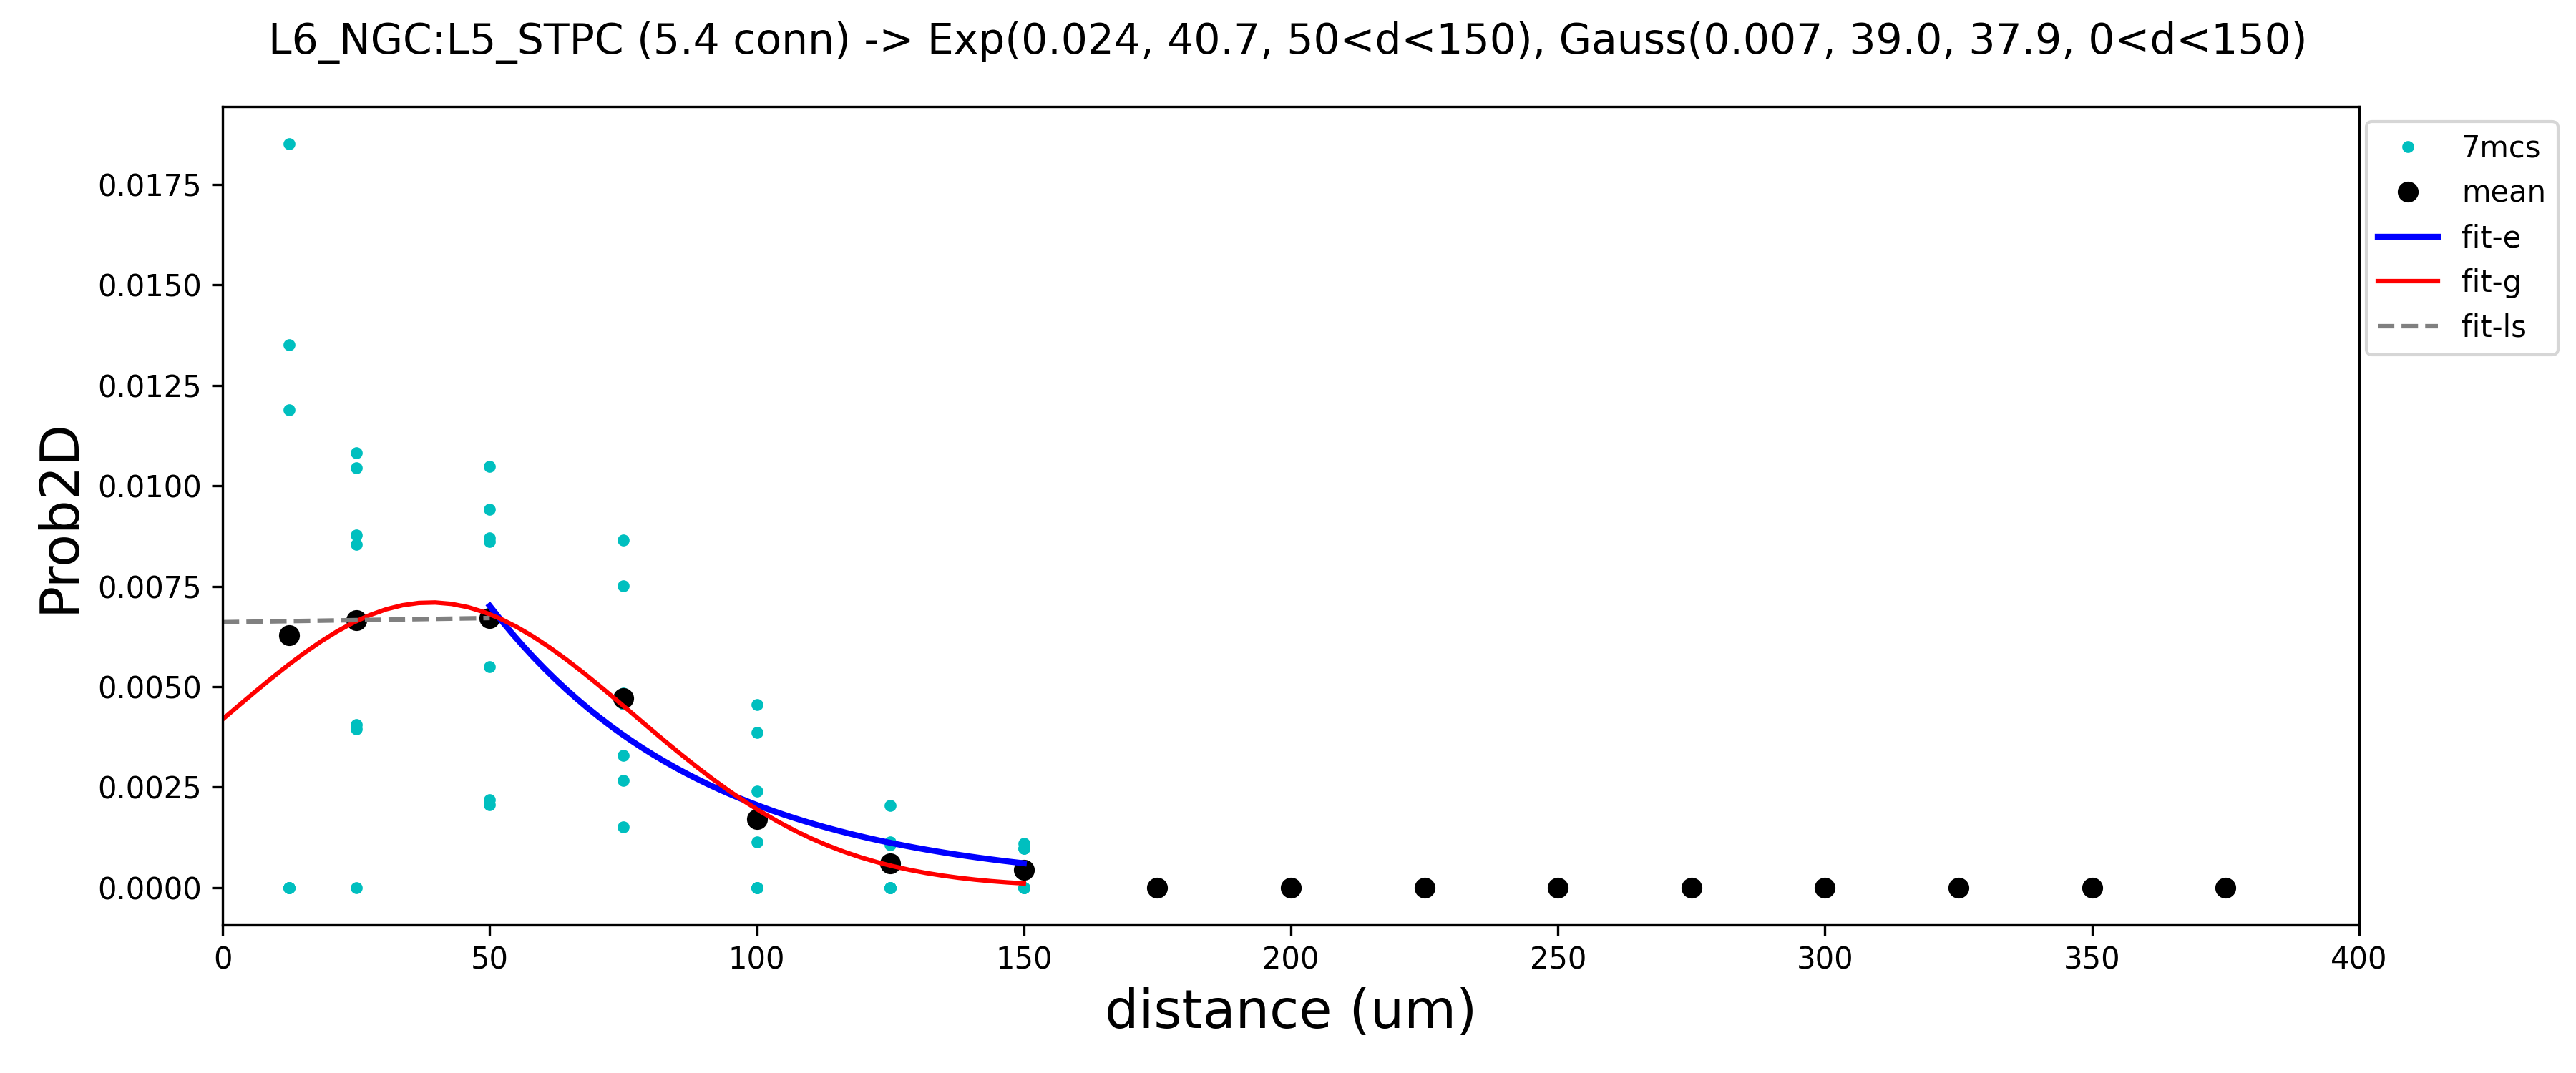 L6_NGC:L5_STPC (5.4 conn) -> Exp(0.024, 40.7, 50<d<150), Gauss(0.007, 39.0, 37.9, 0<d<150)
7mcs
mean
fit-e
fit-g
fit-ls
Prob2D
0.0175
0.0150
0.0125
0.0100
0.0075
0.0050
0.0025
0.0000
0 50 100 150 200 250 300 350 400
distance (um)